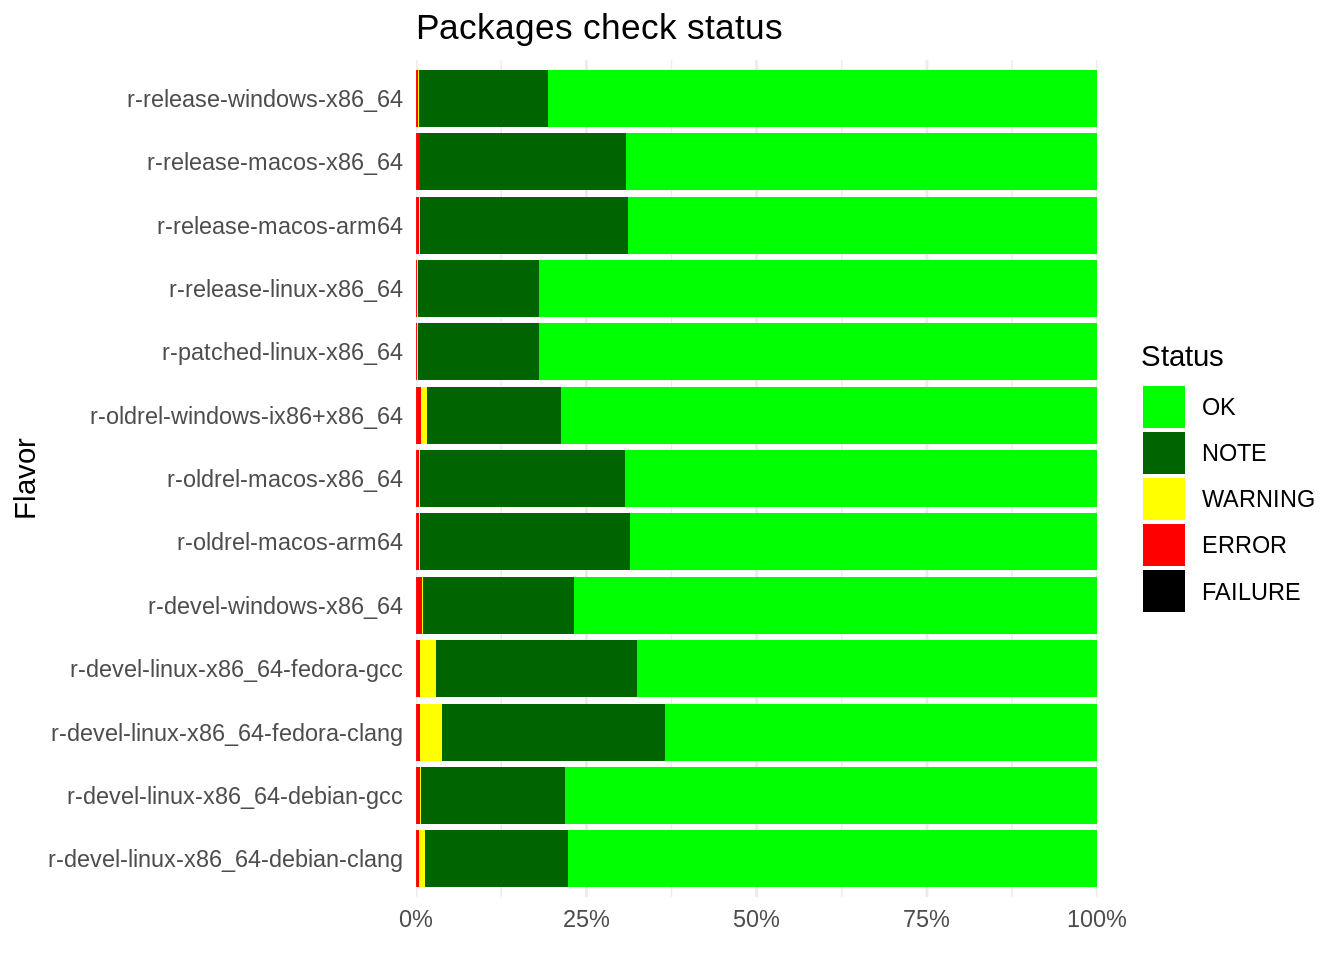 Packages check status
Flavor
r-release-windows-x86_64
r-release-macos-x86_64
r-release-macos-arm64
r-release-linux-x86_64
r-patched-linux-x86_64
r-oldrel-windows-ix86+x86_64
r-oldrel-macos-x86_64
r-oldrel-macos-arm64
r-devel-windows-x86_64
r-devel-linux-x86_64-fedora-gcc
r-devel-linux-x86_64-fedora-clang
r-devel-linux-x86_64-debian-gcc
r-devel-linux-x86_64-debian-clang
0% 25% 50% 75% 100%
Status
OK
NOTE
WARNING
ERROR
FAILURE